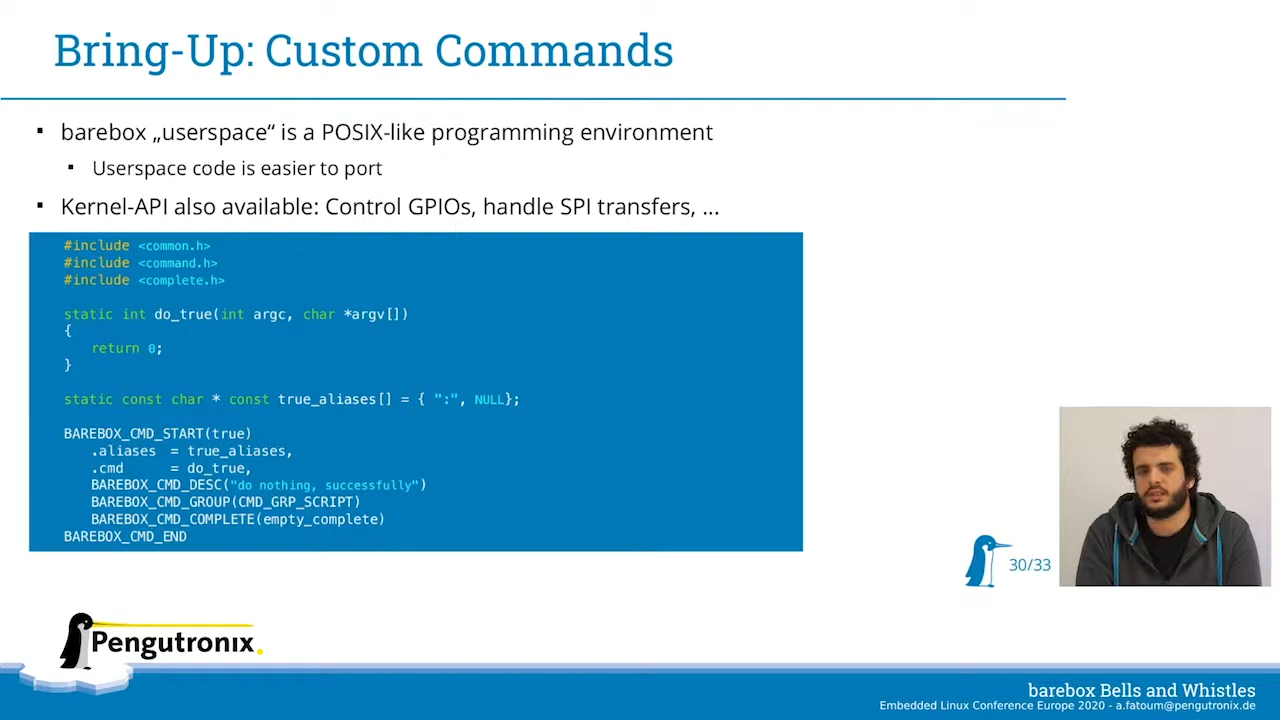 Bring-Up: Custom Commands
▪ barebox „userspace“ is a POSIX-like programming environment
▪ Userspace code is easier to port
▪ Kernel-API also available: Control GPIOs, handle SPI transfers, ...
#include <common.h>
#include <command.h>
#include <complete.h>
static int do_true(int argc, char *argv[])
{
return 0;
}
static const char * const true_aliases[] = { ":", NULL};
BAREBOX_CMD_START(true)
.aliases = true_aliases,
.cmd = do_true,
BAREBOX_CMD_DESC("do nothing, successfully")
BAREBOX_CMD_GROUP(CMD_GRP_SCRIPT)
BAREBOX_CMD_COMPLETE(empty_complete)
BAREBOX_CMD_END
30/33
Pengutronix.
barebox Bells and Whistles
Embedded Linux Conference Europe 2020 - a.fatoum@pengutronix.de